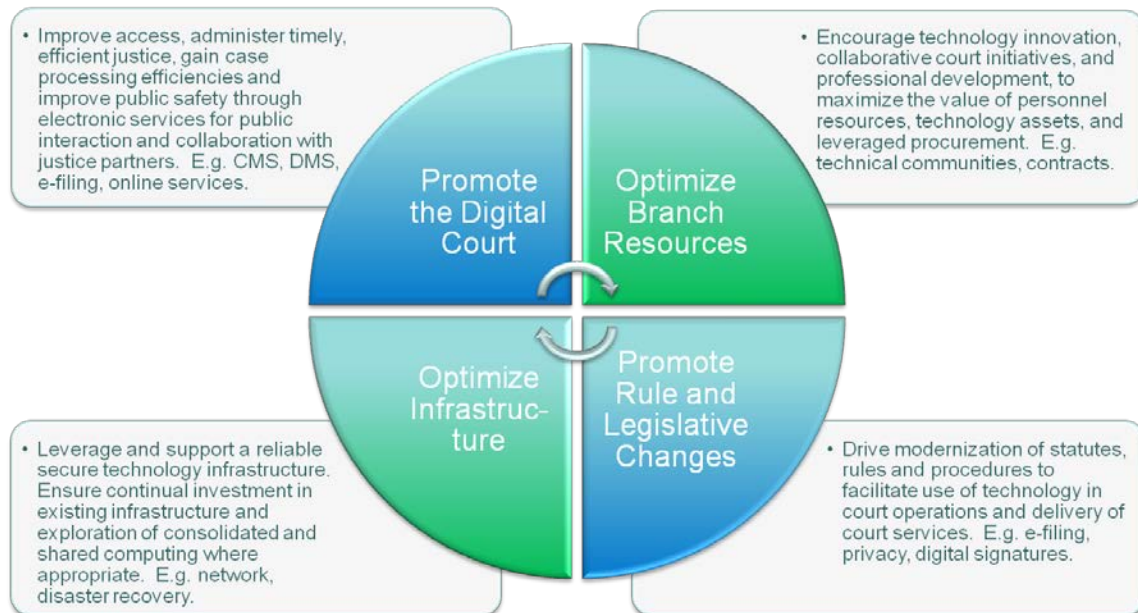 • Improve access, administer timely,
efficient justice, gain case
processing efficiencies and
improve public safety through
electronic services for public
interaction and collaboration with
justice partners.  E.g. CMS, DMS,
e-filing, online services.
• Encourage technology innovation,
collaborative court initiatives, and
professional development, to
maximize the value of personnel
resources, technology assets, and
leveraged procurement.  E.g.
technical communities, contracts.
Promote
the Digital
Court
Optimize
Branch
Resources
Optimize
Infrastruc-
ture
Promote
Rule and
Legislative
Changes
• Leverage and support a reliable
secure technology infrastructure.
Ensure continual investment in
existing infrastructure and
exploration of consolidated and
shared computing where
appropriate.  E.g. network,
disaster recovery.
• Drive modernization of statutes,
rules and procedures to
facilitate use of technology in
court operations and delivery of
court services.  E.g. e-filing,
privacy, digital signatures.